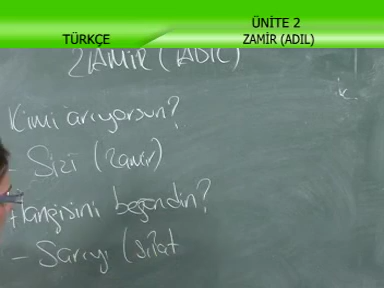 ÜNİTE 2
TÜRKÇE ZAMİR (ADIL)
ZAMİR (ADIL)
Kimi arıyorsun?
- Sizi (zamir)
Hangisini beğendin?
- Sarıyı (sıfat